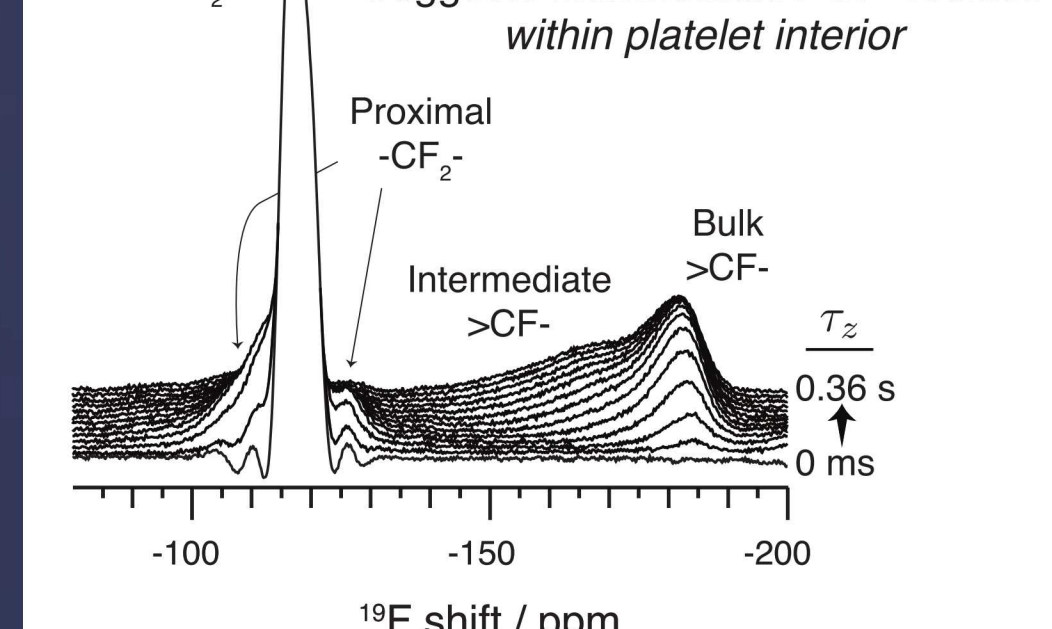 2
within platelet interior
Proximal
-CF2-
Bulk
>CF-
Intermediate
>CF-
τz
0.36 s
0 ms
-100 -150 -200
19F shift / ppm